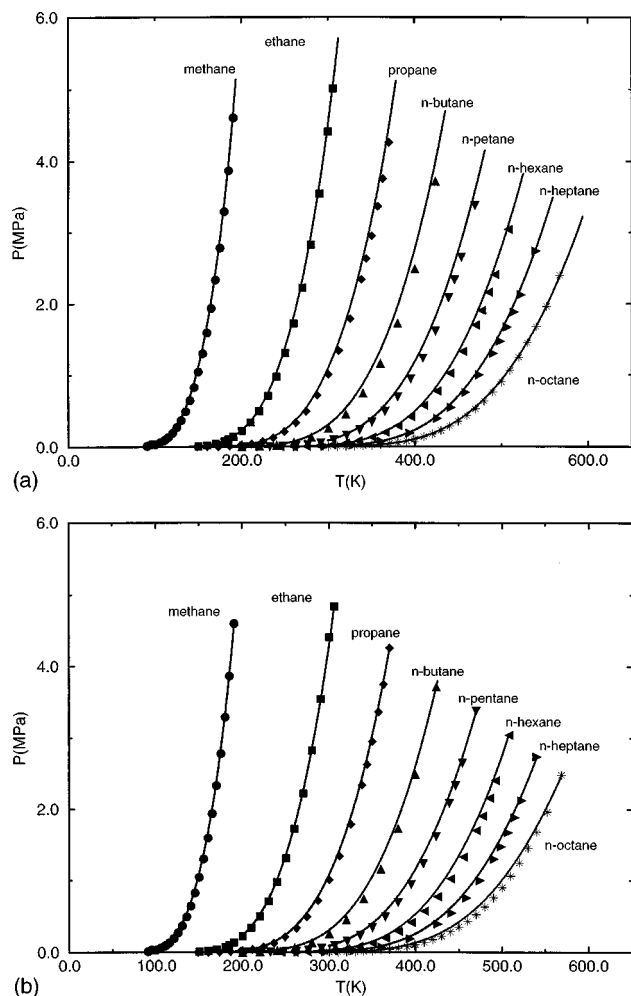 6.0
ethane
methane
propane
n-butane
4.0
n-petane
n-hexane
n-heptane
P(MPa)
2.0
n-octane
0.0
0.0 200.0 400.0 600.0
(a) T(K)
6.0
ethane
methane
propane
4.0
n-butane
n-pentane
n-hexane
P(MPa)
n-heptane
2.0
n-octane
0.0
0.0 100.0 200.0 300.0 400.0 500.0 600.0
(b) T(K)